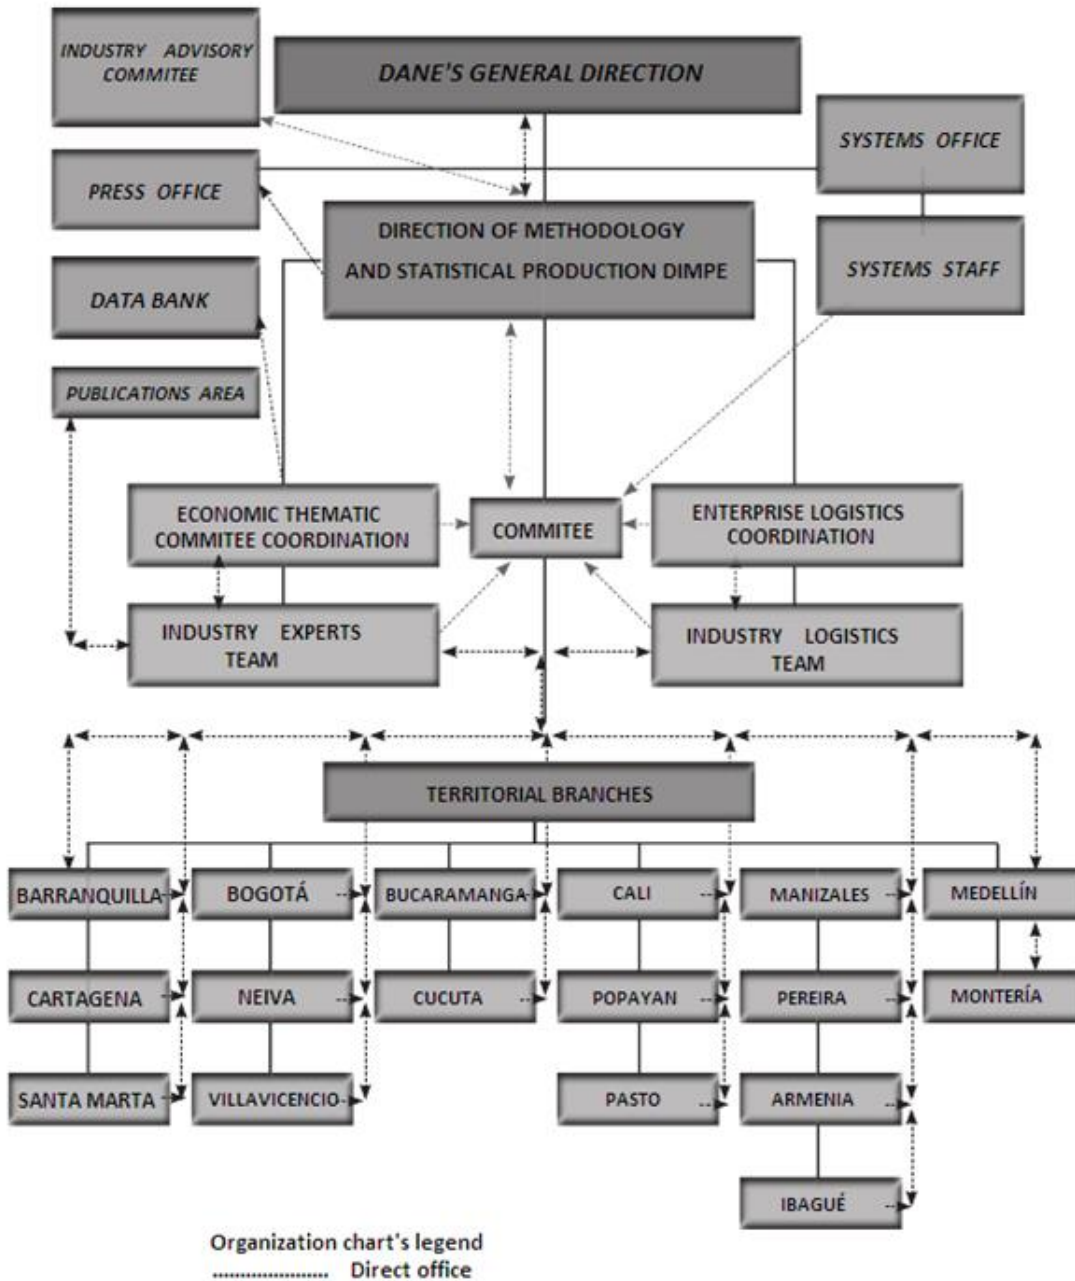 INDUSTRY ADVISORY
COMMITEE
DANE'S GENERAL DIRECTION
SYSTEMS OFFICE
PRESS OFFICE
DIRECTION OF METHODOLOGY
AND STATISTICAL PRODUCTION DIMPE
SYSTEMS STAFF
DATA BANK
PUBLICATIONS AREA
ECONOMIC THEMATIC
COMMITEE COORDINATION
COMMITEE
ENTERPRISE LOGISTICS
COORDINATION
INDUSTRY EXPERTS
TEAM
INDUSTRY LOGISTICS
TEAM
TERRITORIAL BRANCHES
BARRANQUILLA
BOGOTÁ
BUCARAMANGA
CALI
MANIZALES
MEDELLÍN
CARTAGENA
NEIVA
CUCUTA
POPAYAN
PEREIRA
MONTERÍA
SANTA MARTA
VILLAVICENCIO
PASTO
ARMENIA
IBAGUÉ
Organization chart's legend
Direct office